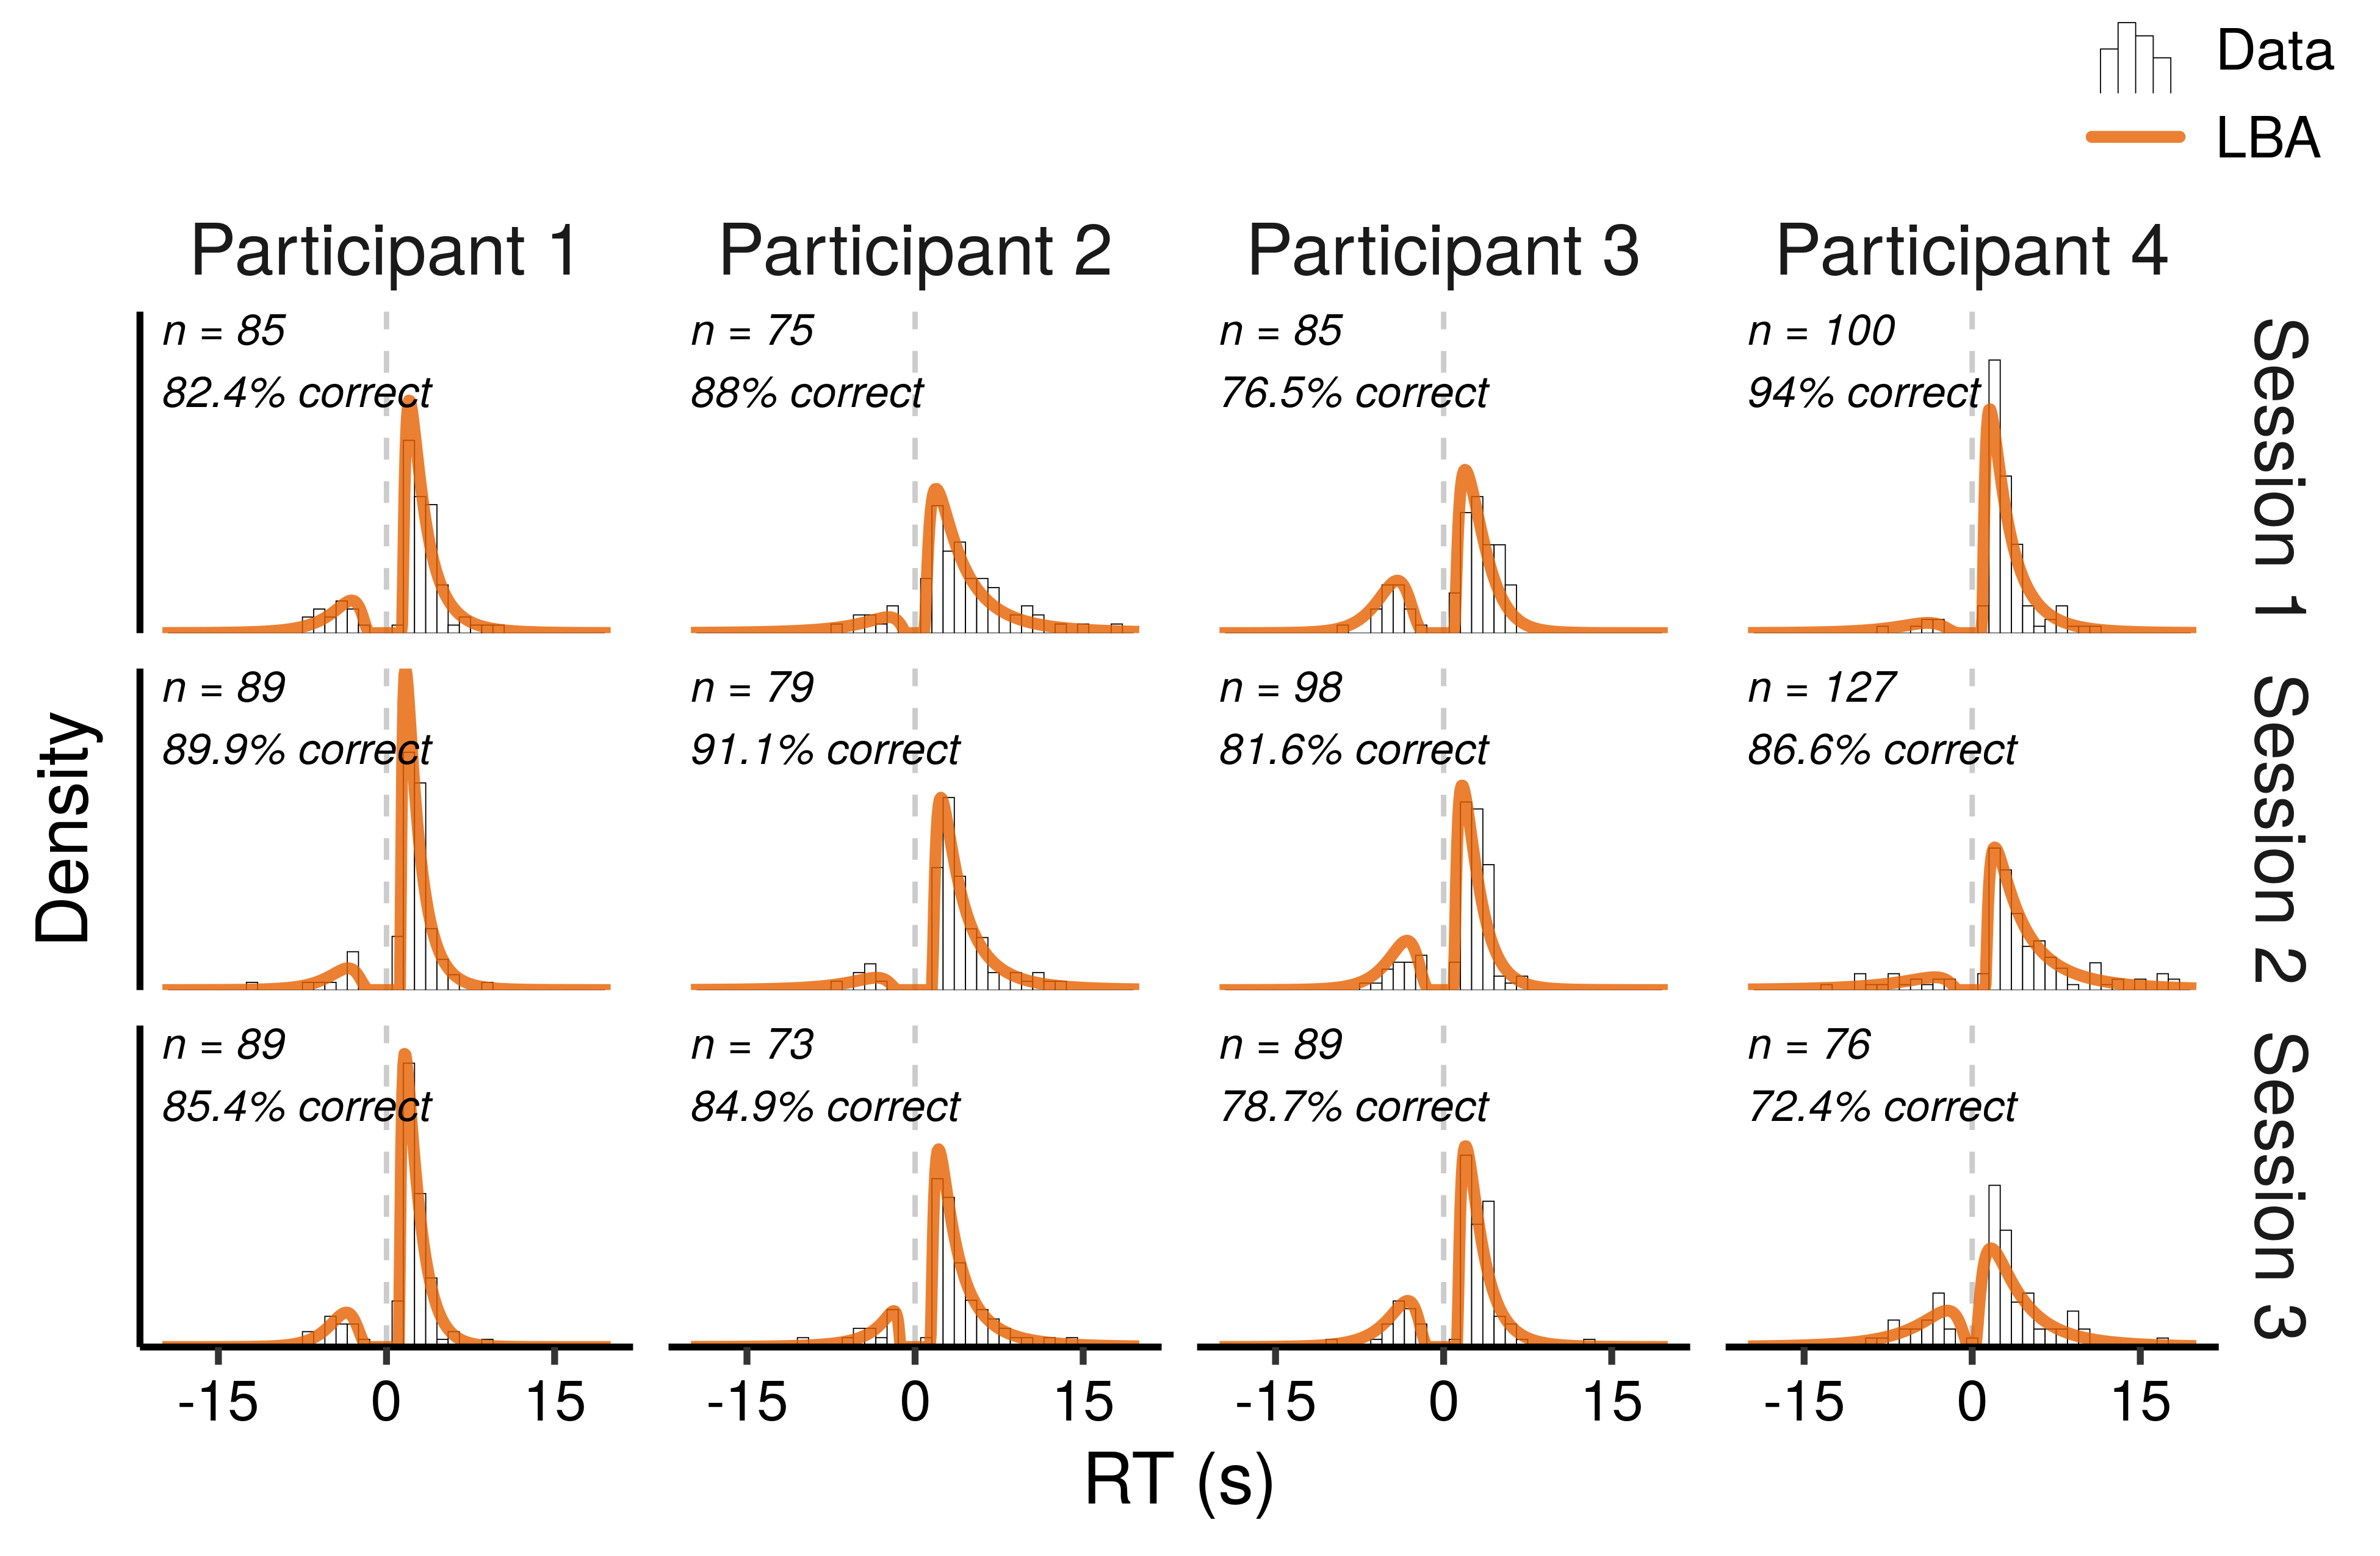 Data
LBA
Participant 1
Participant 2
Participant 3
Participant 4
n = 85
82.4% correct
n = 75
88% correct
n = 85
76.5% correct
n = 100
94% correct
Session 1
n = 89
89.9% correct
n = 79
91.1% correct
n = 98
81.6% correct
n = 127
86.6% correct
Session 2
n = 89
85.4% correct
n = 73
84.9% correct
n = 89
78.7% correct
n = 76
72.4% correct
Session 3
Density
-15 0 15
-15 0 15
-15 0 15
-15 0 15
RT (s)